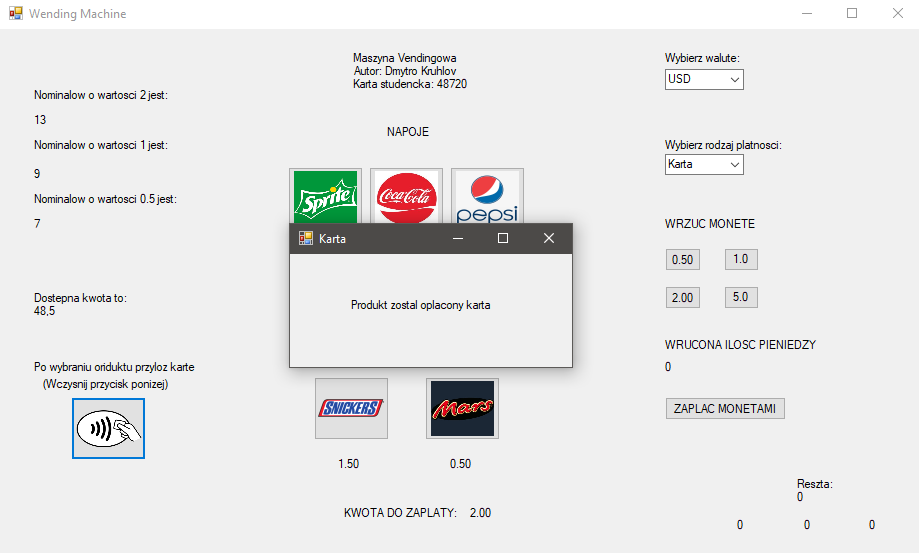 Wending Machine
Maszyna Vendingowa
Autor: Dmytro Kruhlov
Karta studencka: 48720
Wybierz walute:
USD
Nominalow o wartosci 2 jest:
13
Nominalow o wartosci 1 jest:
9
Nominalow o wartosci 0.5 jest:
7
NAPOJE
Wybierz rodzaj platnosci:
Karta
Sprite
Coca-Cola
pepsi
WRZUC MONETE
0.50
1.0
2.00
5.0
Karta
Produkt zostal oplacony karta
Dostepna kwota to:
48,5
WRUCONA ILOSC PIENIEDZY
0
Po wybraniu oriduktu przyloz karte
(Wczysnij przycisk ponizej)
SNICKERS
Mars
ZAPLAC MONETAMI
1.50
0.50
KWOTA DO ZAPLATY: 2.00
Reszta:
0
0 0 0